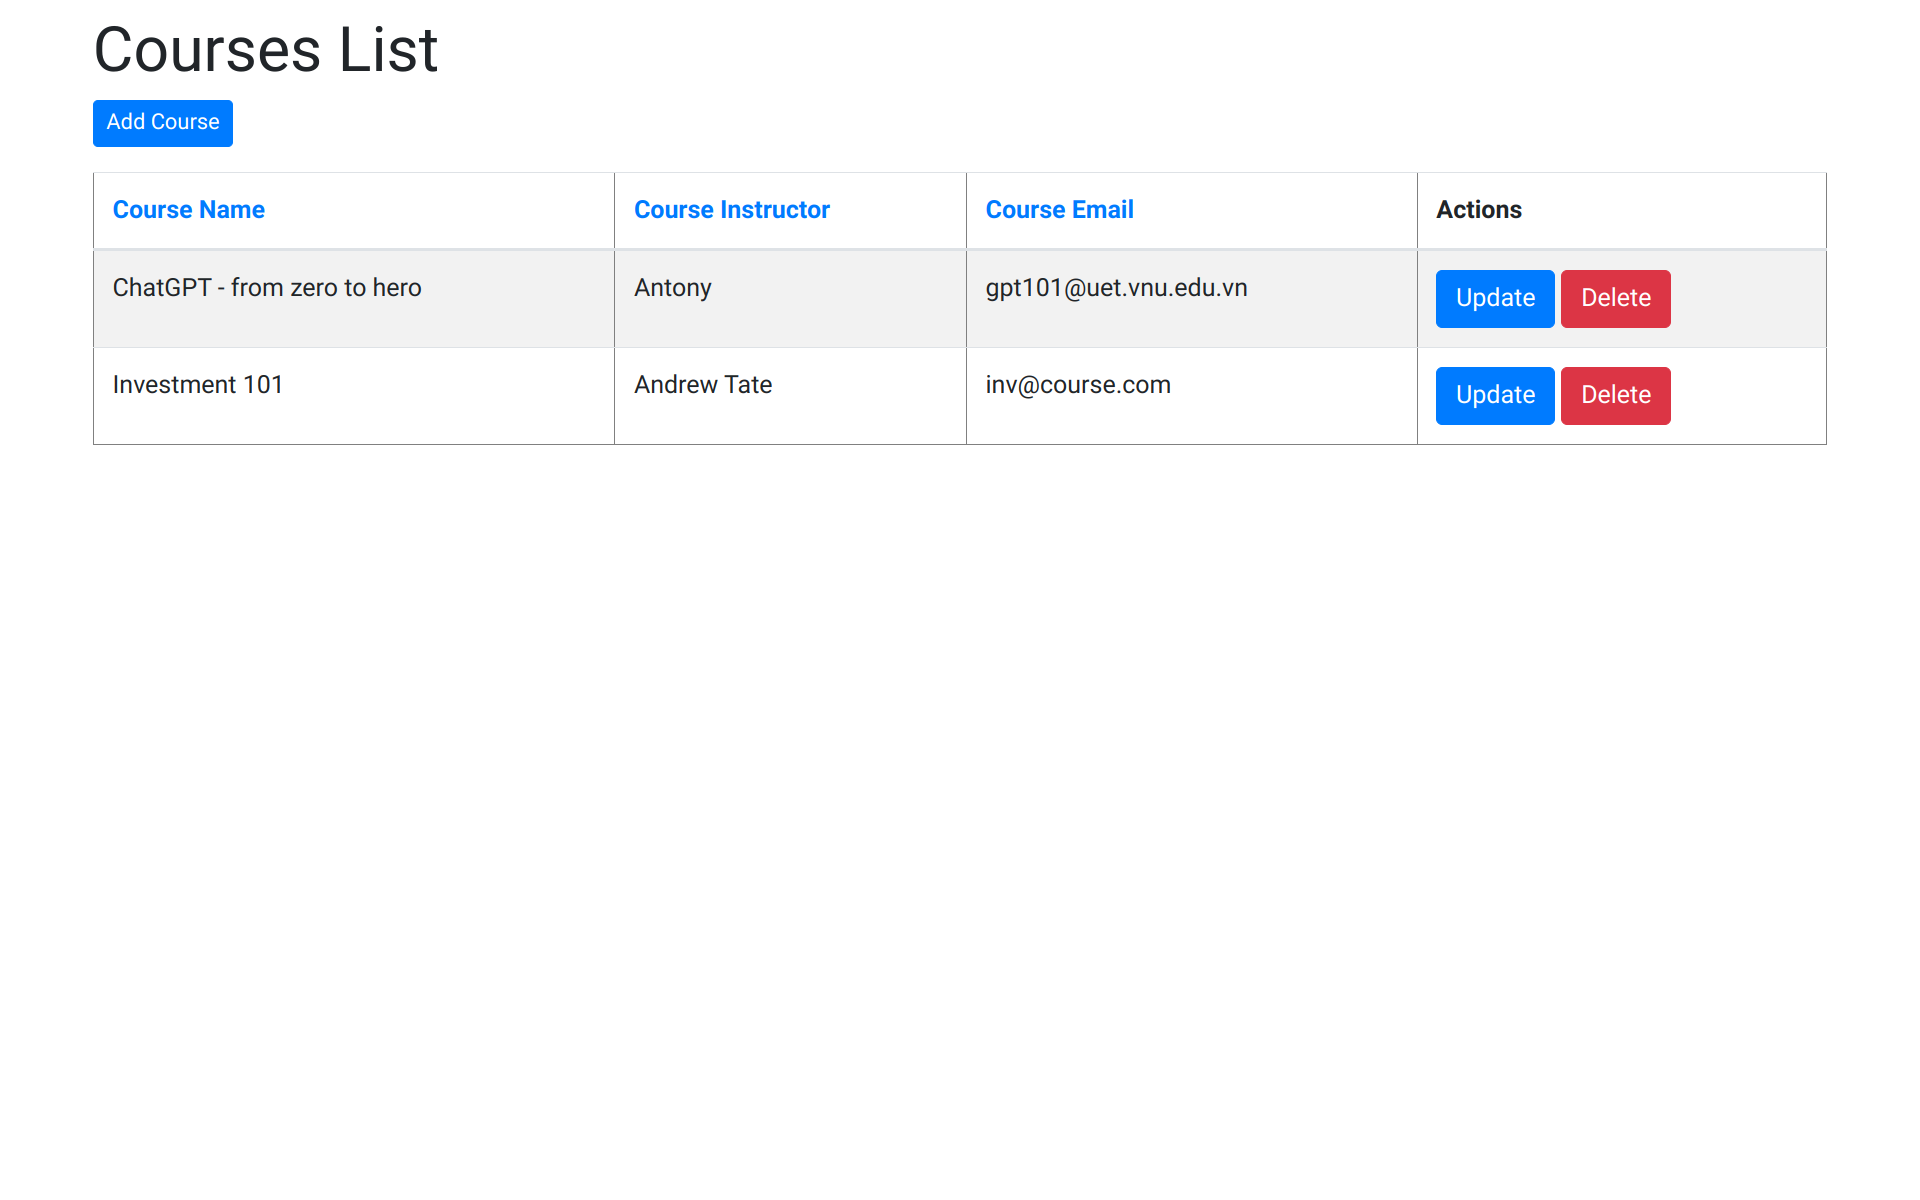 Courses List
Add Course
Course Name Course Instructor Course Email Actions
ChatGPT - from zero to hero Antony gpt101@uet.vnu.edu.vn Update Delete
Investment 101 Andrew Tate inv@course.com Update Delete